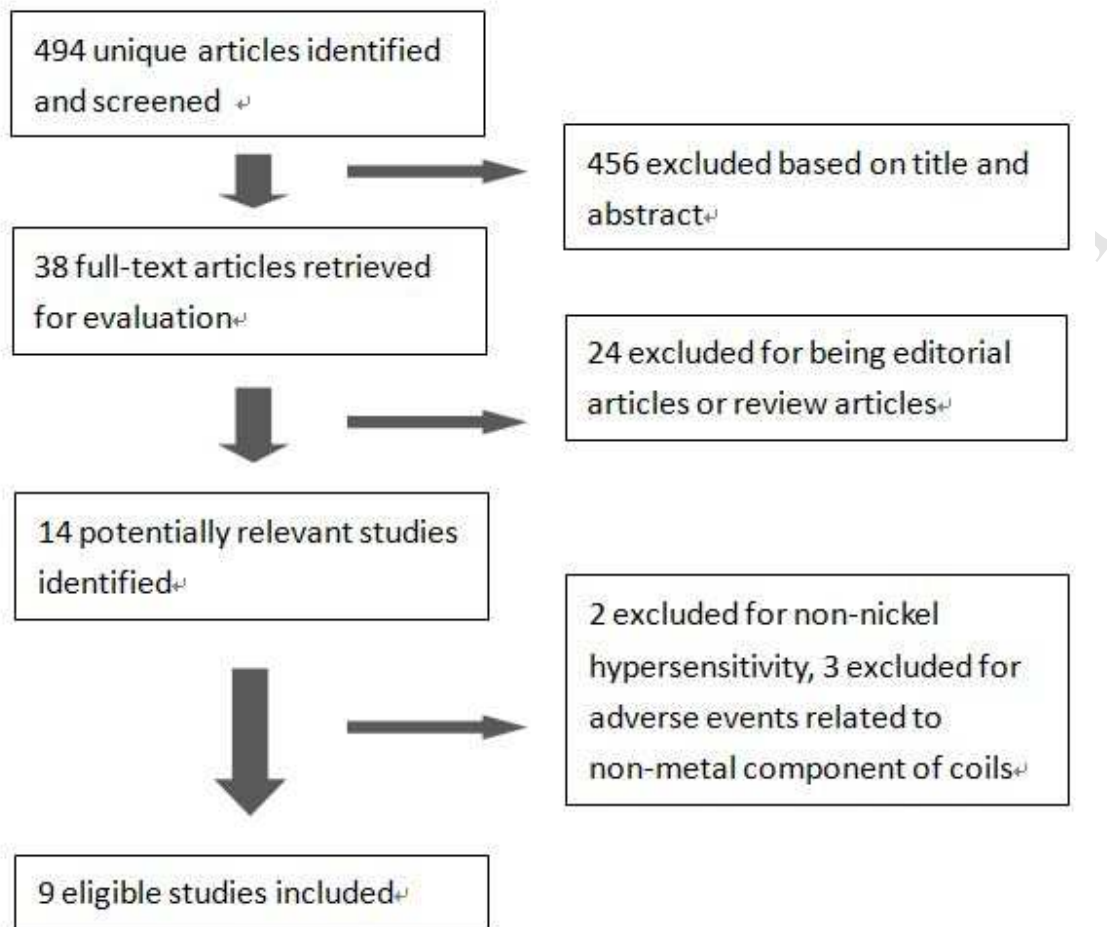 494 unique articles identified
and screened ↵
456 excluded based on title and
abstract↵
38 full-text articles retrieved
for evaluation↵
24 excluded for being editorial
articles or review articles↵
14 potentially relevant studies
identified↵
2 excluded for non-nickel
hypersensitivity, 3 excluded for
adverse events related to
non-metal component of coils↵
9 eligible studies included↵